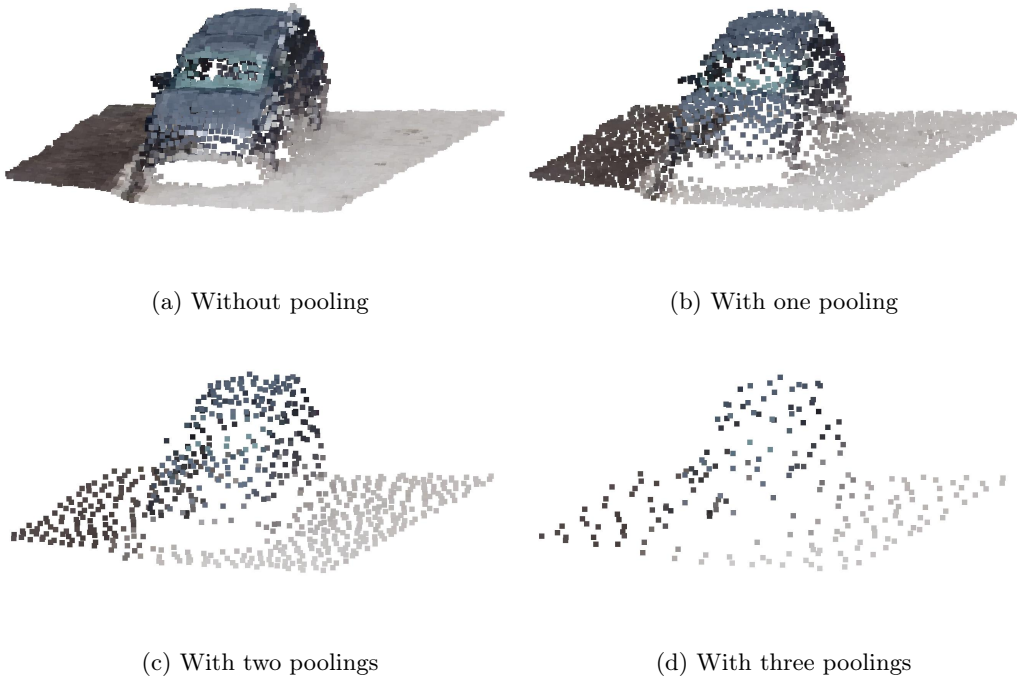 (a) Without pooling
(b) With one pooling
(c) With two poolings
(d) With three poolings